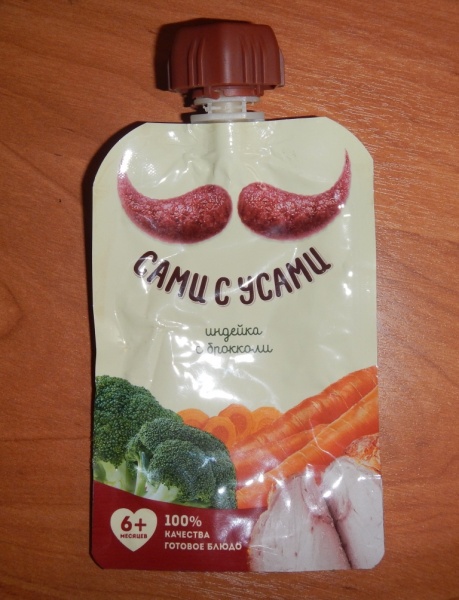 САМИ С УСАМИ
индейка
с брокколи
6+
МЕСЯЦЕВ
100%
КАЧЕСТВА
ГОТОВОЕ БЛЮДО